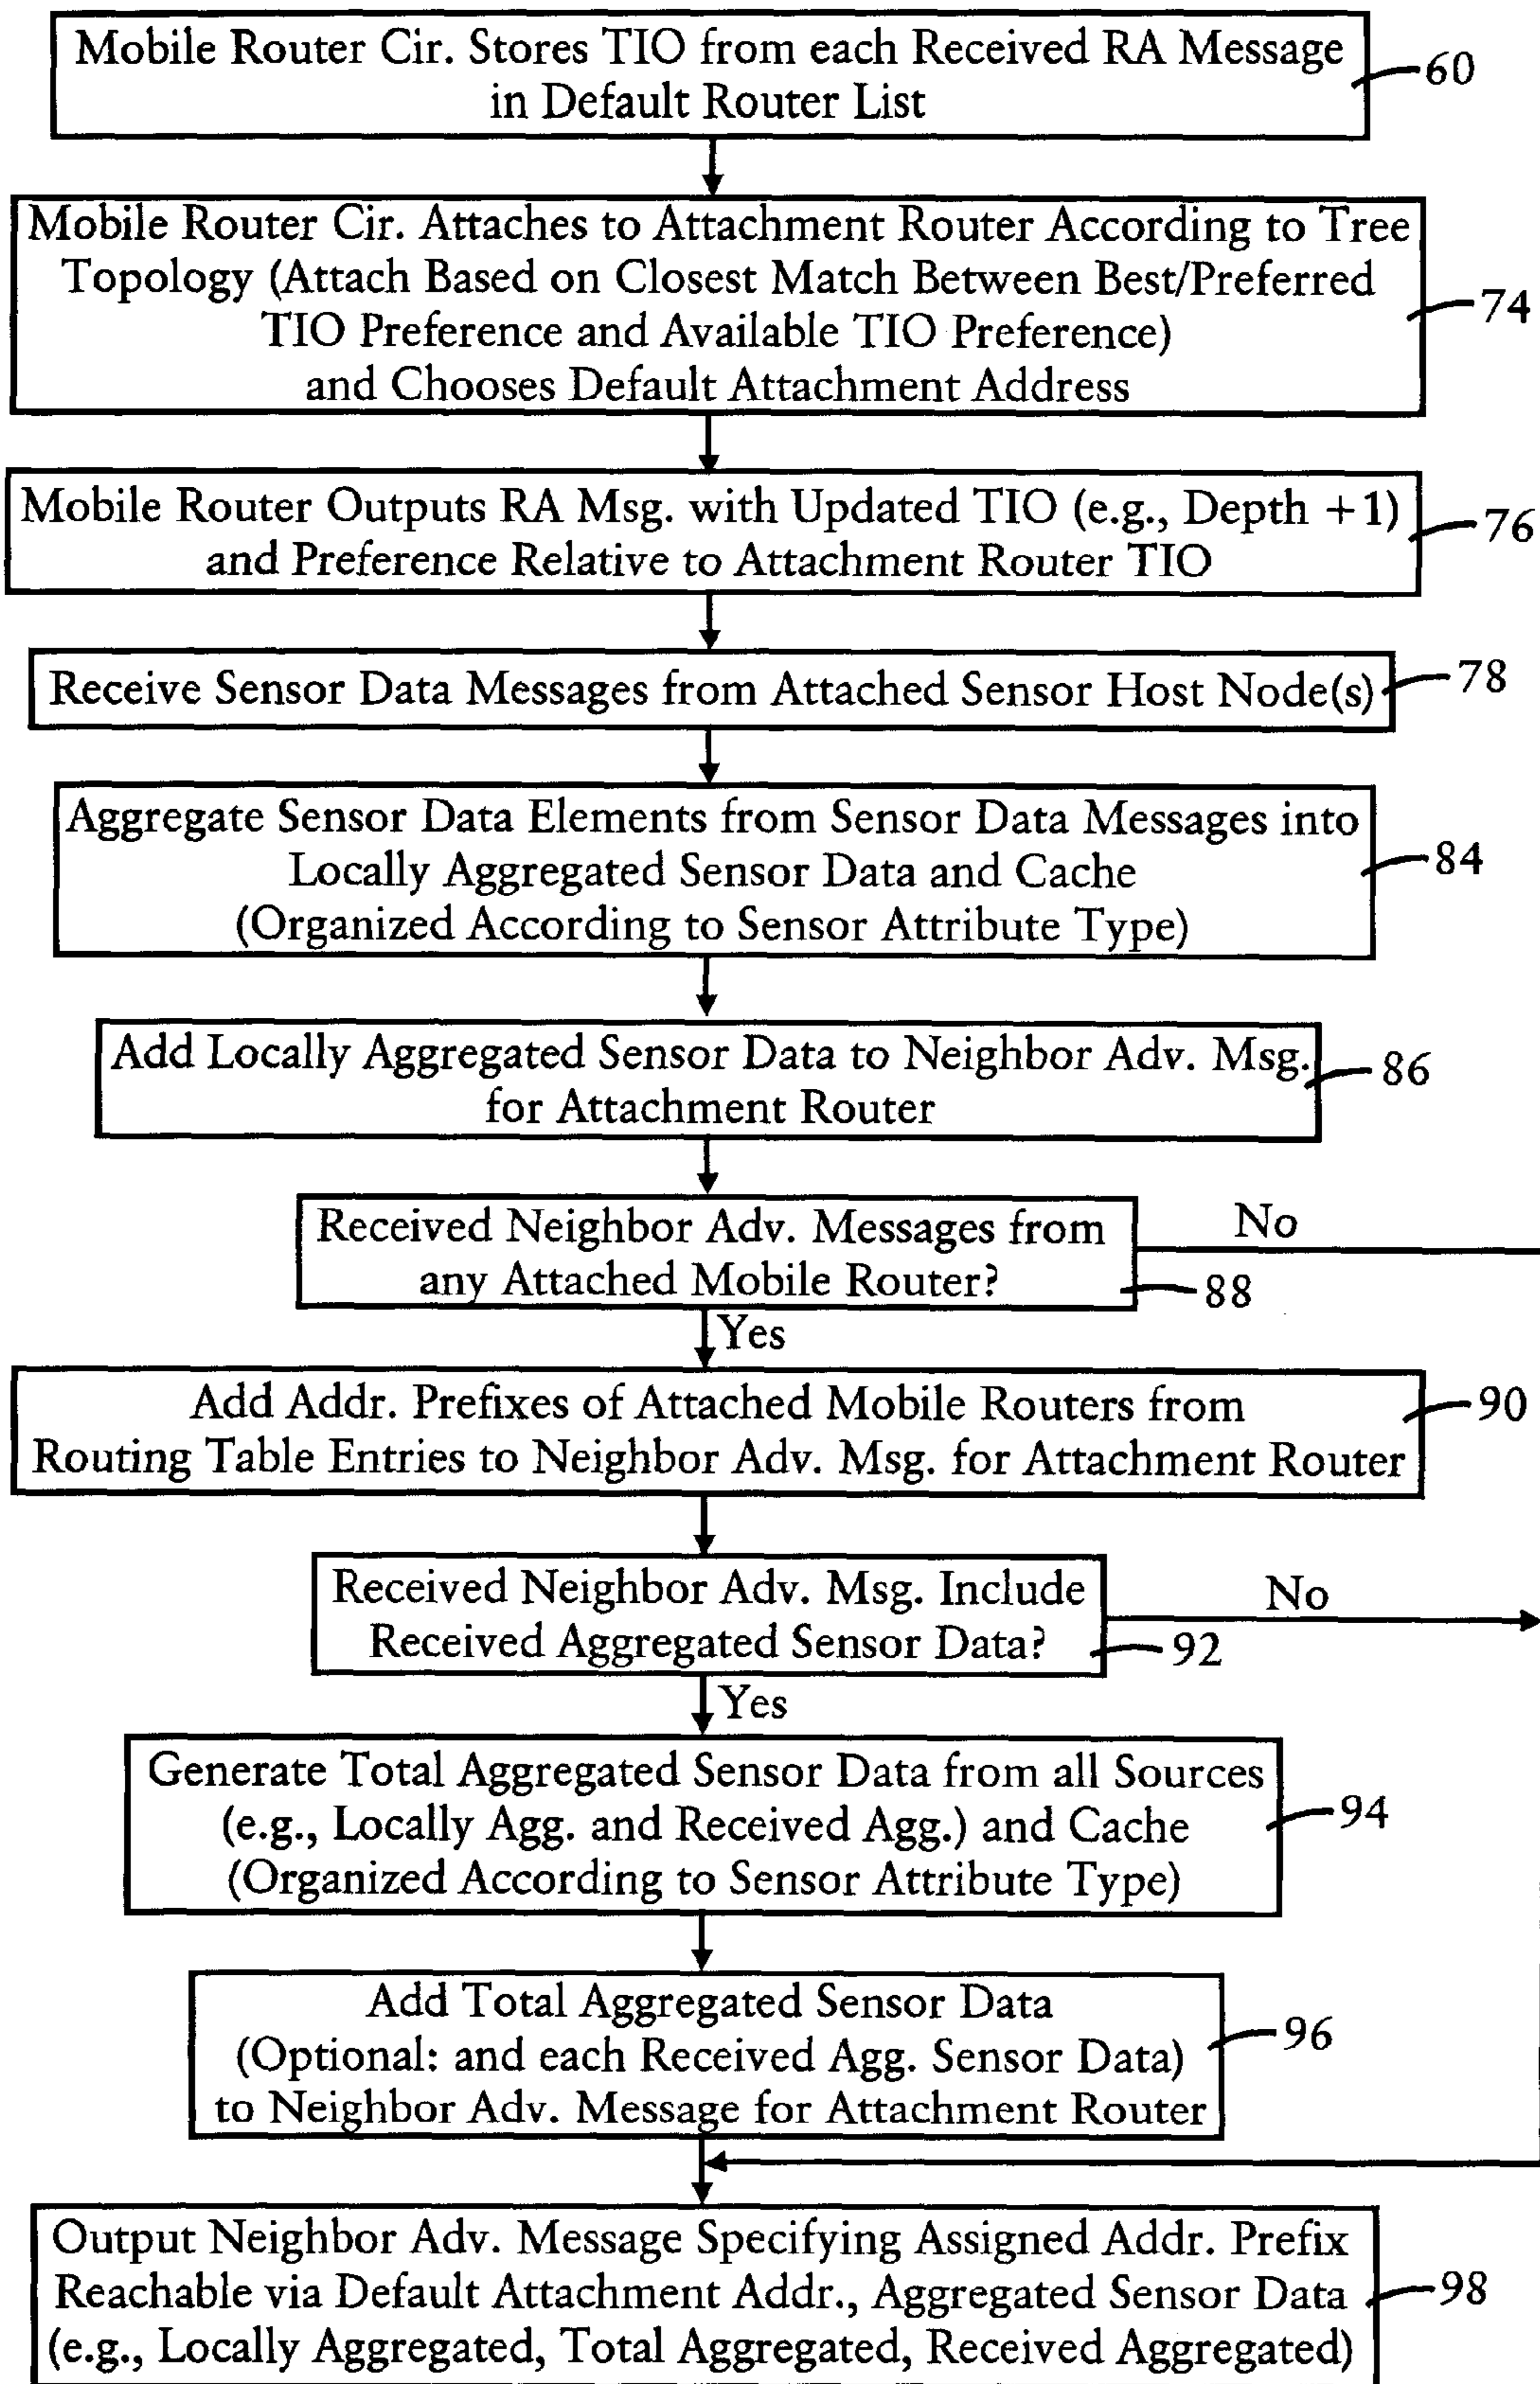 Mobile Router Cir. Stores TIO from each Received RA Message
in Default Router List
60
Mobile Router Cir. Attaches to Attachment Router According to Tree
Topology (Attach Based on Closest Match Between Best/Preferred
TIO Preference and Available TIO Preference)
and Chooses Default Attachment Address
74
Mobile Router Outputs RA Msg. with Updated TIO (e.g., Depth +1)
and Preference Relative to Attachment Router TIO
76
Receive Sensor Data Messages from Attached Sensor Host Node(s)
78
Aggregate Sensor Data Elements from Sensor Data Messages into
Locally Aggregated Sensor Data and Cache
(Organized According to Sensor Attribute Type)
84
Add Locally Aggregated Sensor Data to Neighbor Adv. Msg.
for Attachment Router
86
Received Neighbor Adv. Messages from
any Attached Mobile Router?
88
No
Yes
Add Addr. Prefixes of Attached Mobile Routers from
Routing Table Entries to Neighbor Adv. Msg. for Attachment Router
90
Received Neighbor Adv. Msg. Include
Received Aggregated Sensor Data?
92
No
Yes
Generate Total Aggregated Sensor Data from all Sources
(e.g., Locally Agg. and Received Agg.) and Cache
(Organized According to Sensor Attribute Type)
94
Add Total Aggregated Sensor Data
(Optional: and each Received Agg. Sensor Data)
to Neighbor Adv. Message for Attachment Router
96
Output Neighbor Adv. Message Specifying Assigned Addr. Prefix
Reachable via Default Attachment Addr., Aggregated Sensor Data
(e.g., Locally Aggregated, Total Aggregated, Received Aggregated)
98